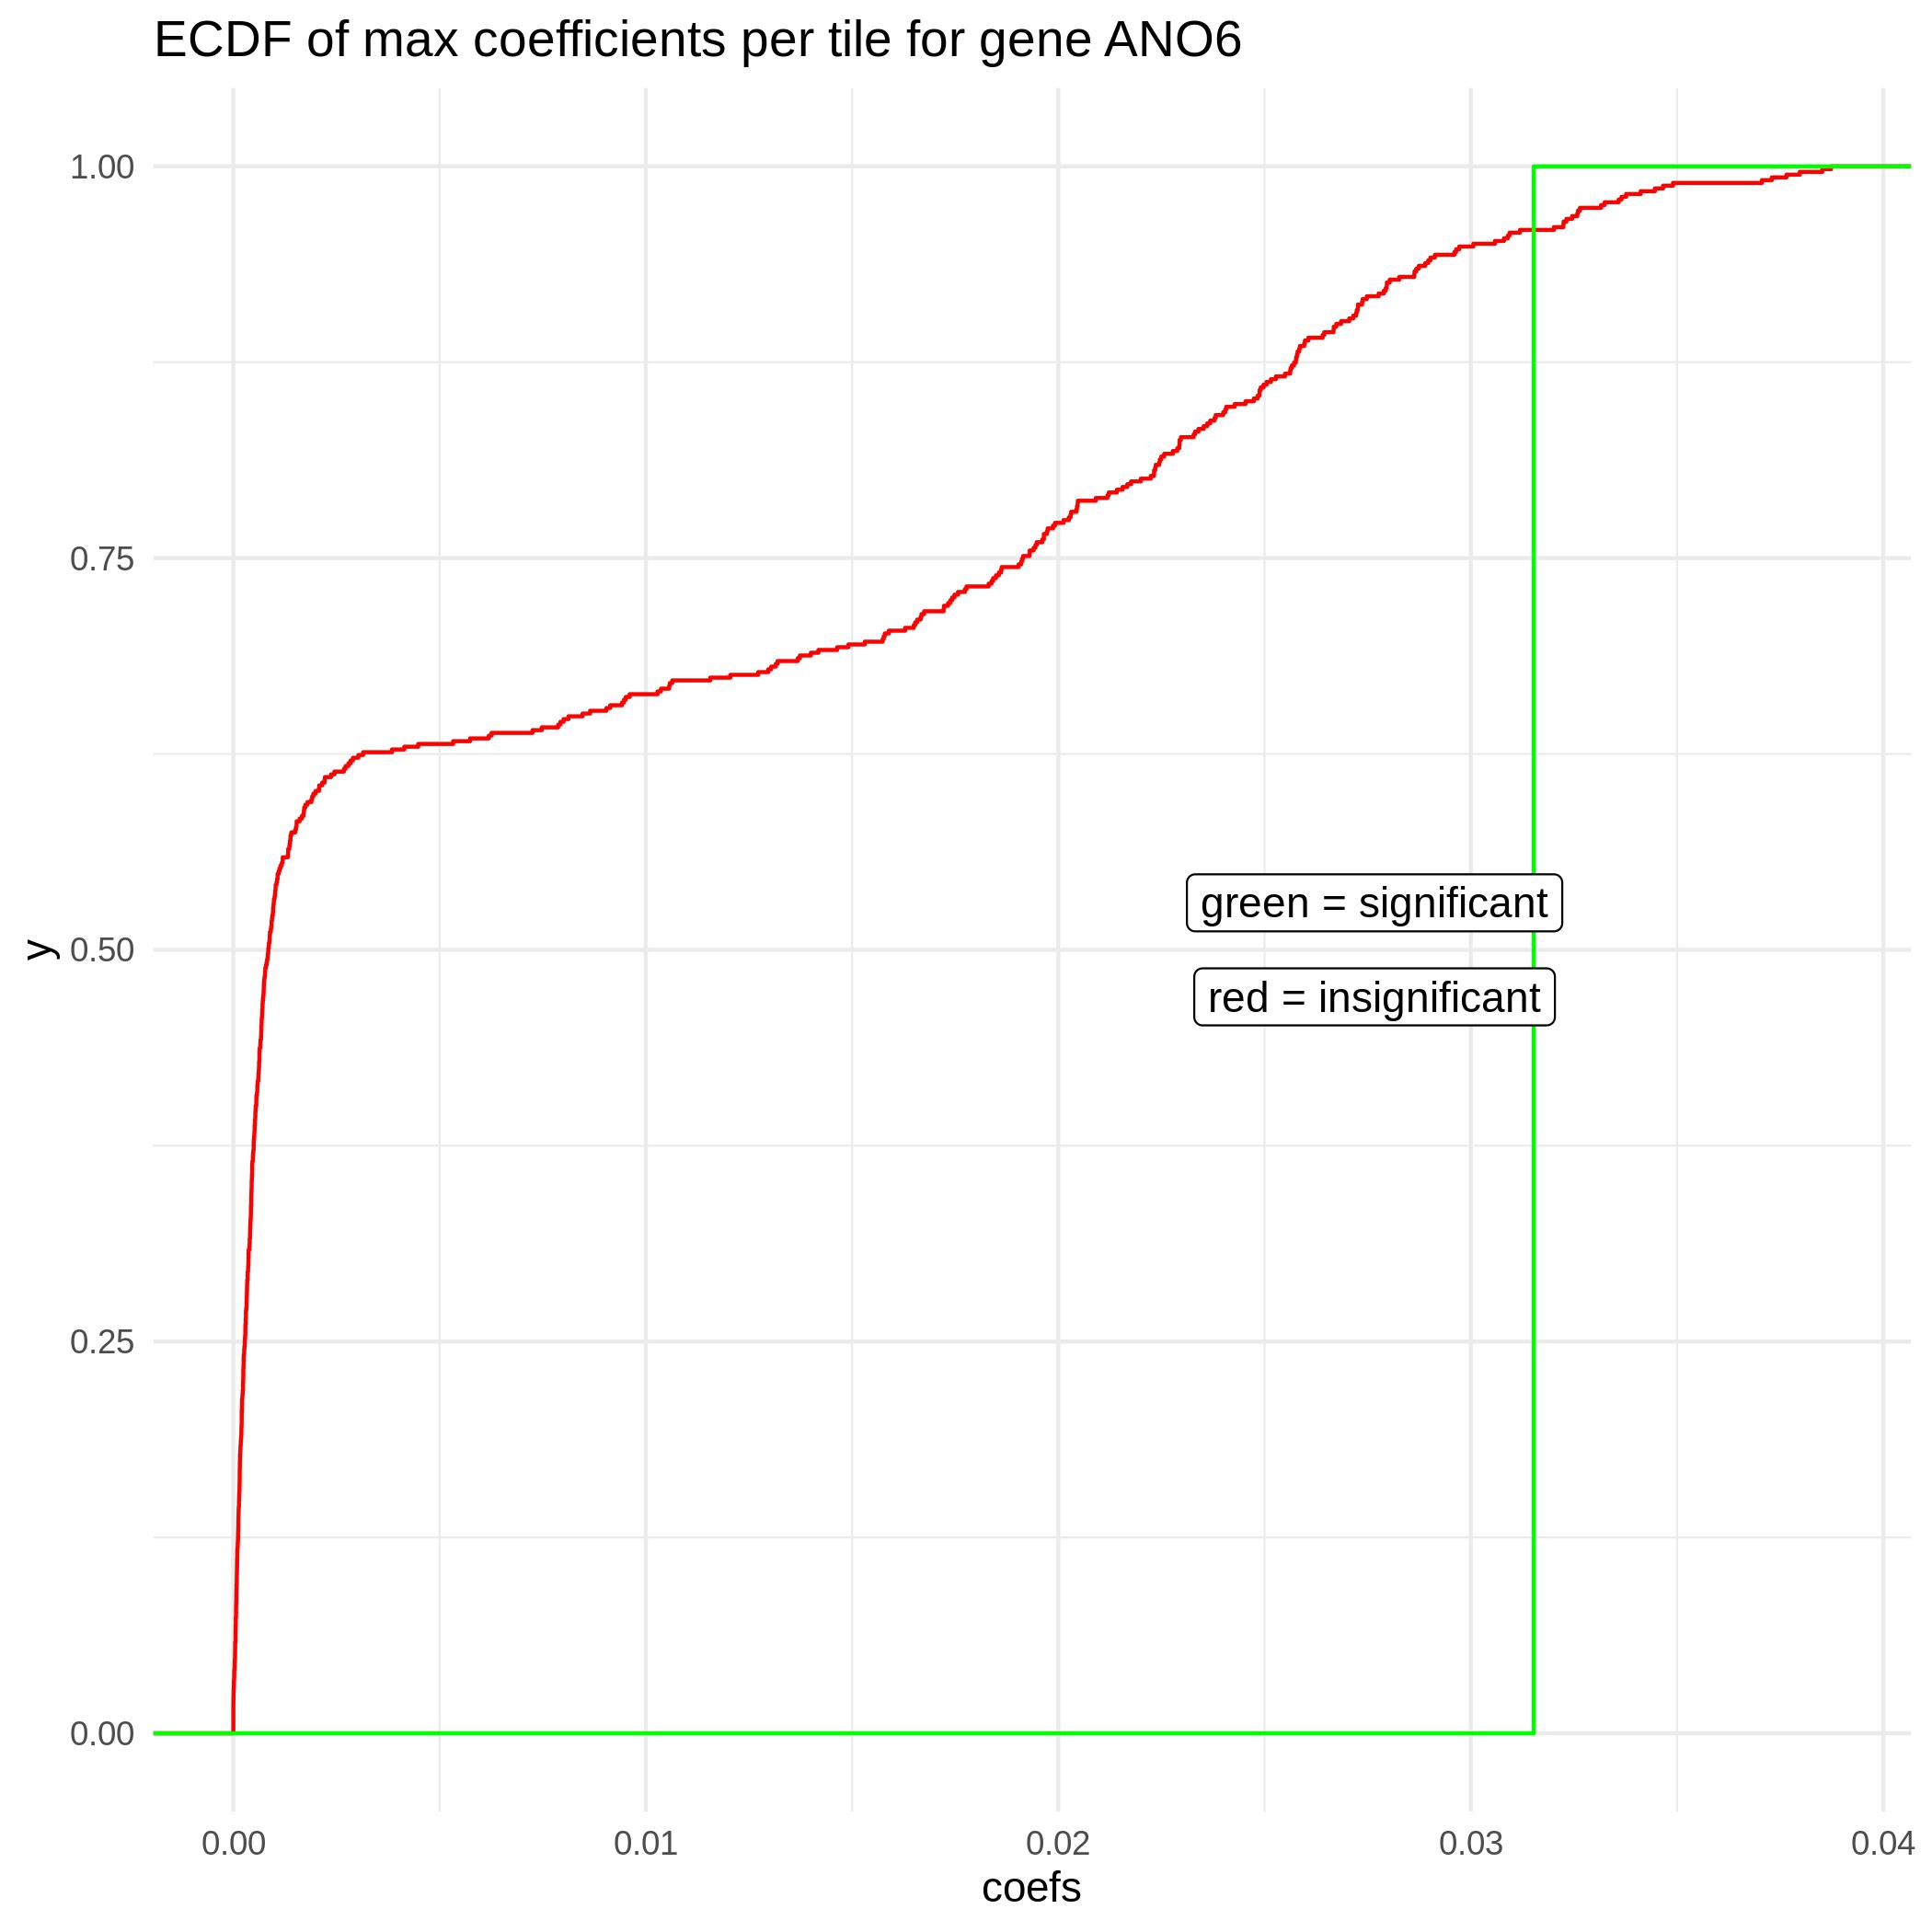 ECDF of max coefficients per tile for gene ANO6
1.00
0.75
0.50
0.25
0.00
y
green = significant
red = insignificant
0.00 0.01 0.02 0.03 0.04
coefs